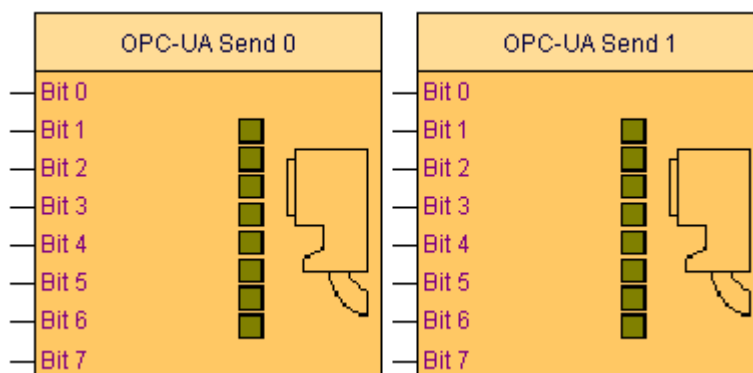 OPC-UA Send 0
Bit 0
Bit 1
Bit 2
Bit 3
Bit 4
Bit 5
Bit 6
Bit 7
OPC-UA Send 1
Bit 0
Bit 1
Bit 2
Bit 3
Bit 4
Bit 5
Bit 6
Bit 7